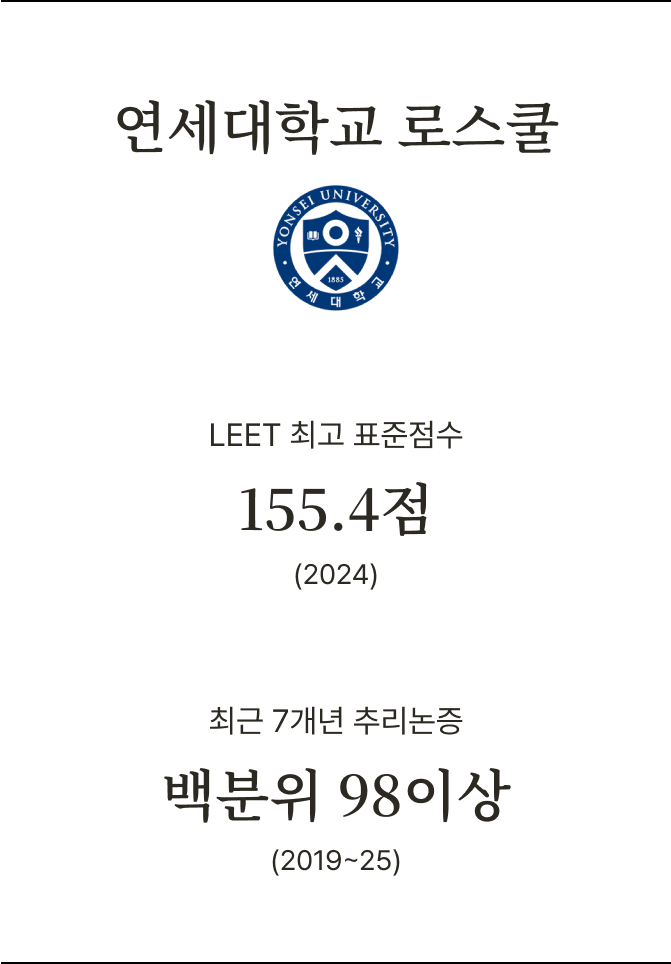 연세대학교 로스쿨
YONSEI UNIVERSITY
1885
연세대학교
LEET 최고 표준점수
155.4점
(2024)
최근 7개년 추리논증
백분위 98이상
(2019~25)